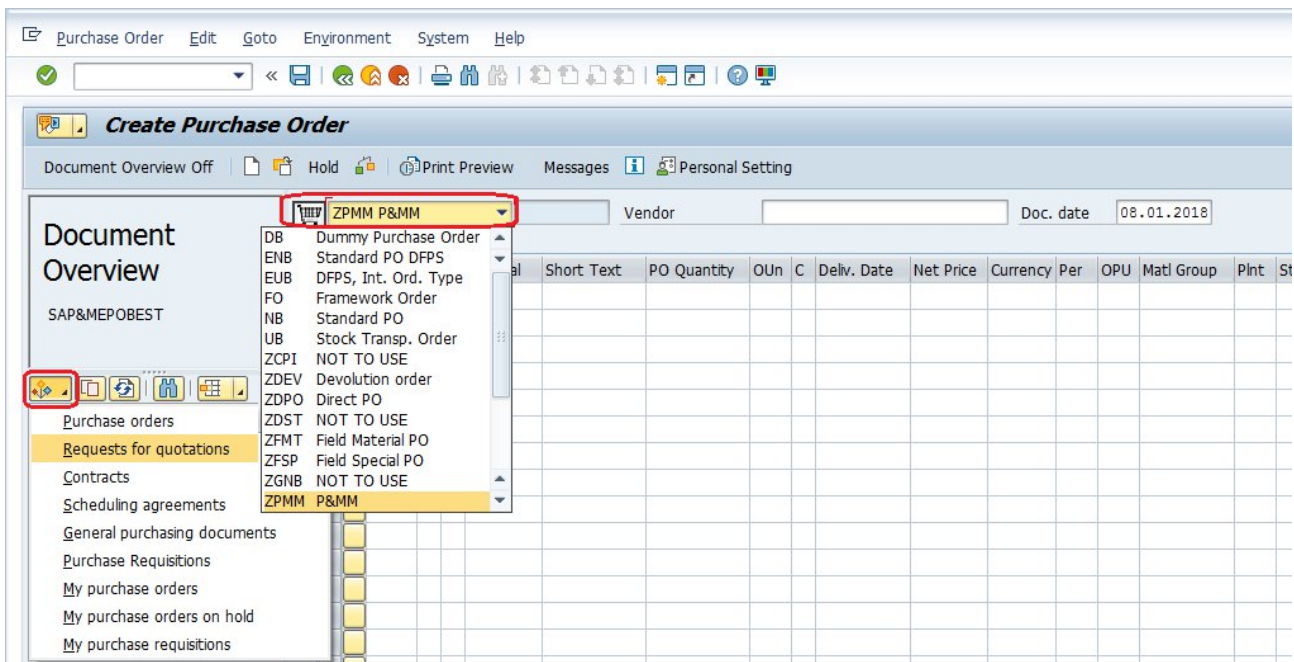 Purchase Order Edit Goto Environment System Help
Create Purchase Order
Document Overview Off Hold Print Preview Messages Personal Setting
ZPMM P&MM Vendor Doc. date 08.01.2018
Document
Overview
SAP&MEPOBEST
Short Text PO Quantity OUn C Deliv. Date Net Price Currency Per OPU Matl Group Plnt
DB Dummy Purchase Order
ENB Standard PO DFPS
EUB DFPS, Int. Ord. Type
FO Framework Order
NB Standard PO
UB Stock Transp. Order
ZCPI NOT TO USE
ZDEV Devolution order
ZDPO Direct PO
ZDST NOT TO USE
ZFMT Field Material PO
ZFSP Field Special PO
ZGNB NOT TO USE
ZPMM P&MM
Purchase orders
Requests for quotations
Contracts
Scheduling agreements
General purchasing documents
Purchase Requisitions
My purchase orders
My purchase orders on hold
My purchase requisitions